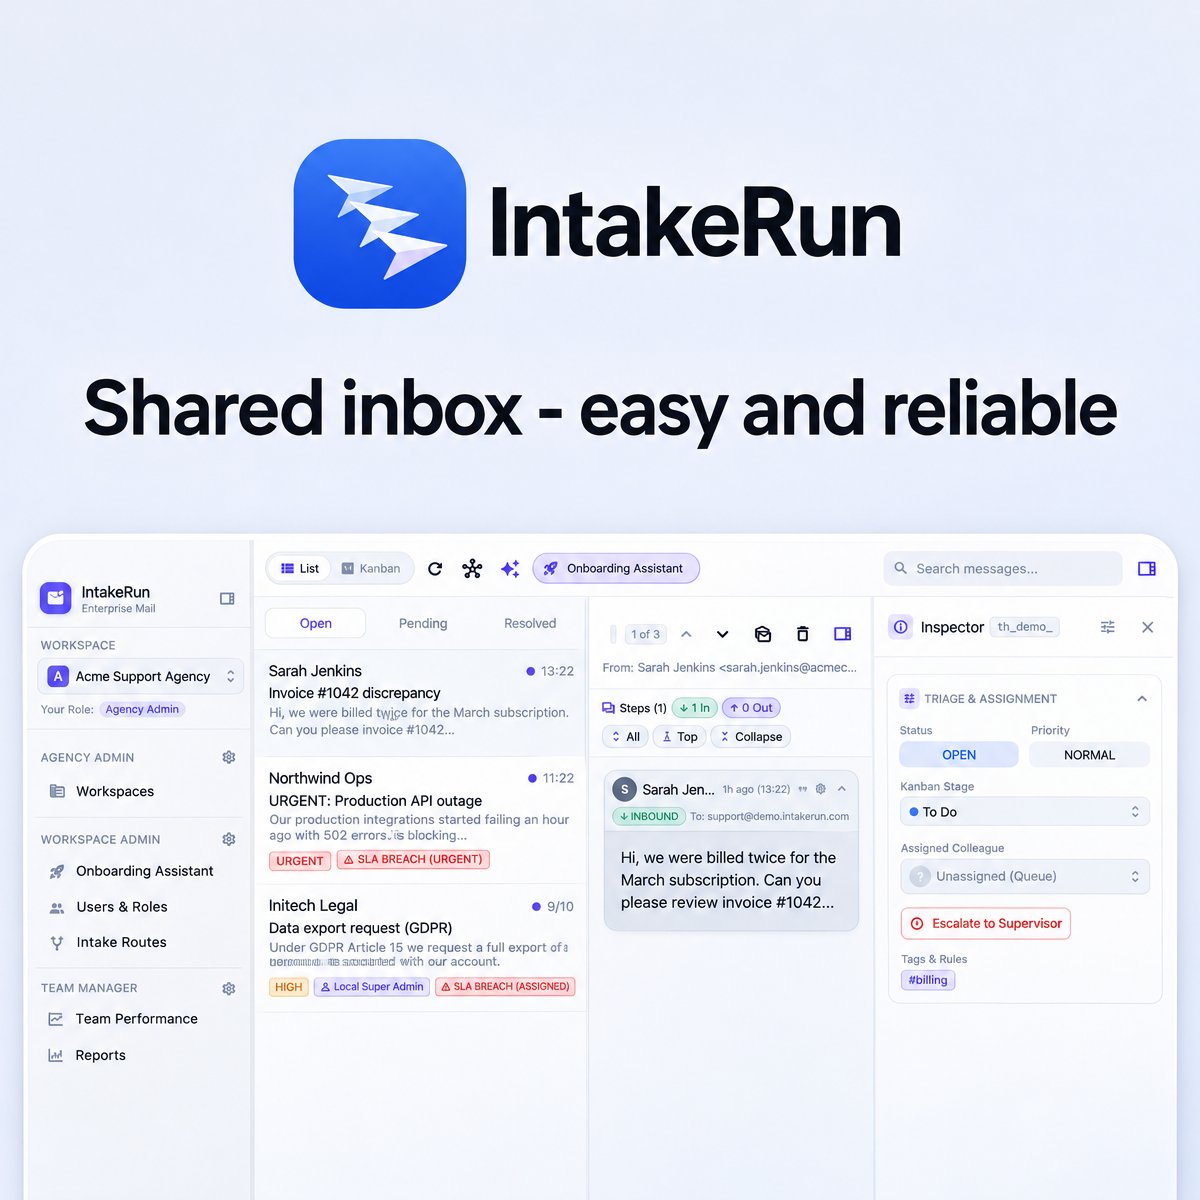 IntakeRun
Shared inbox - easy and reliable
IntakeRun
Enterprise Mail
WORKSPACE
A Acme Support Agency
Your Role: Agency Admin
AGENCY ADMIN
Workspaces
WORKSPACE ADMIN
Onboarding Assistant
Users & Roles
Intake Routes
TEAM MANAGER
Team Performance
Reports
List Kanban Onboarding Assistant
Search messages...
Open Pending Resolved
Sarah Jenkins 13:22
Invoice #1042 discrepancy
Hi, we were billed twice for the March subscription.
Can you please invoice #1042...
Northwind Ops 11:22
URGENT: Production API outage
Our production integrations started failing an hour
ago with 502 errors. blocking...
URGENT SLA BREACH (URGENT)
Initech Legal 9/10
Data export request (GDPR)
Under GDPR Article 15 we request a full export of
with our account.
HIGH Local Super Admin SLA BREACH (ASSIGNED)
1 of 3
From: Sarah Jenkins <sarah.jenkins@acmec...
Steps (1) 1 In 0 Out
All Top Collapse
S Sarah Jen... 1h ago (13:22)
INBOUND To: support@demo.intakerun.com
Hi, we were billed twice for the
March subscription. Can you
please review invoice #1042...
Inspector th_demo_
TRIAGE & ASSIGNMENT
Status Priority
OPEN NORMAL
Kanban Stage
To Do
Assigned Colleague
? Unassigned (Queue)
Escalate to Supervisor
Tags & Rules
#billing